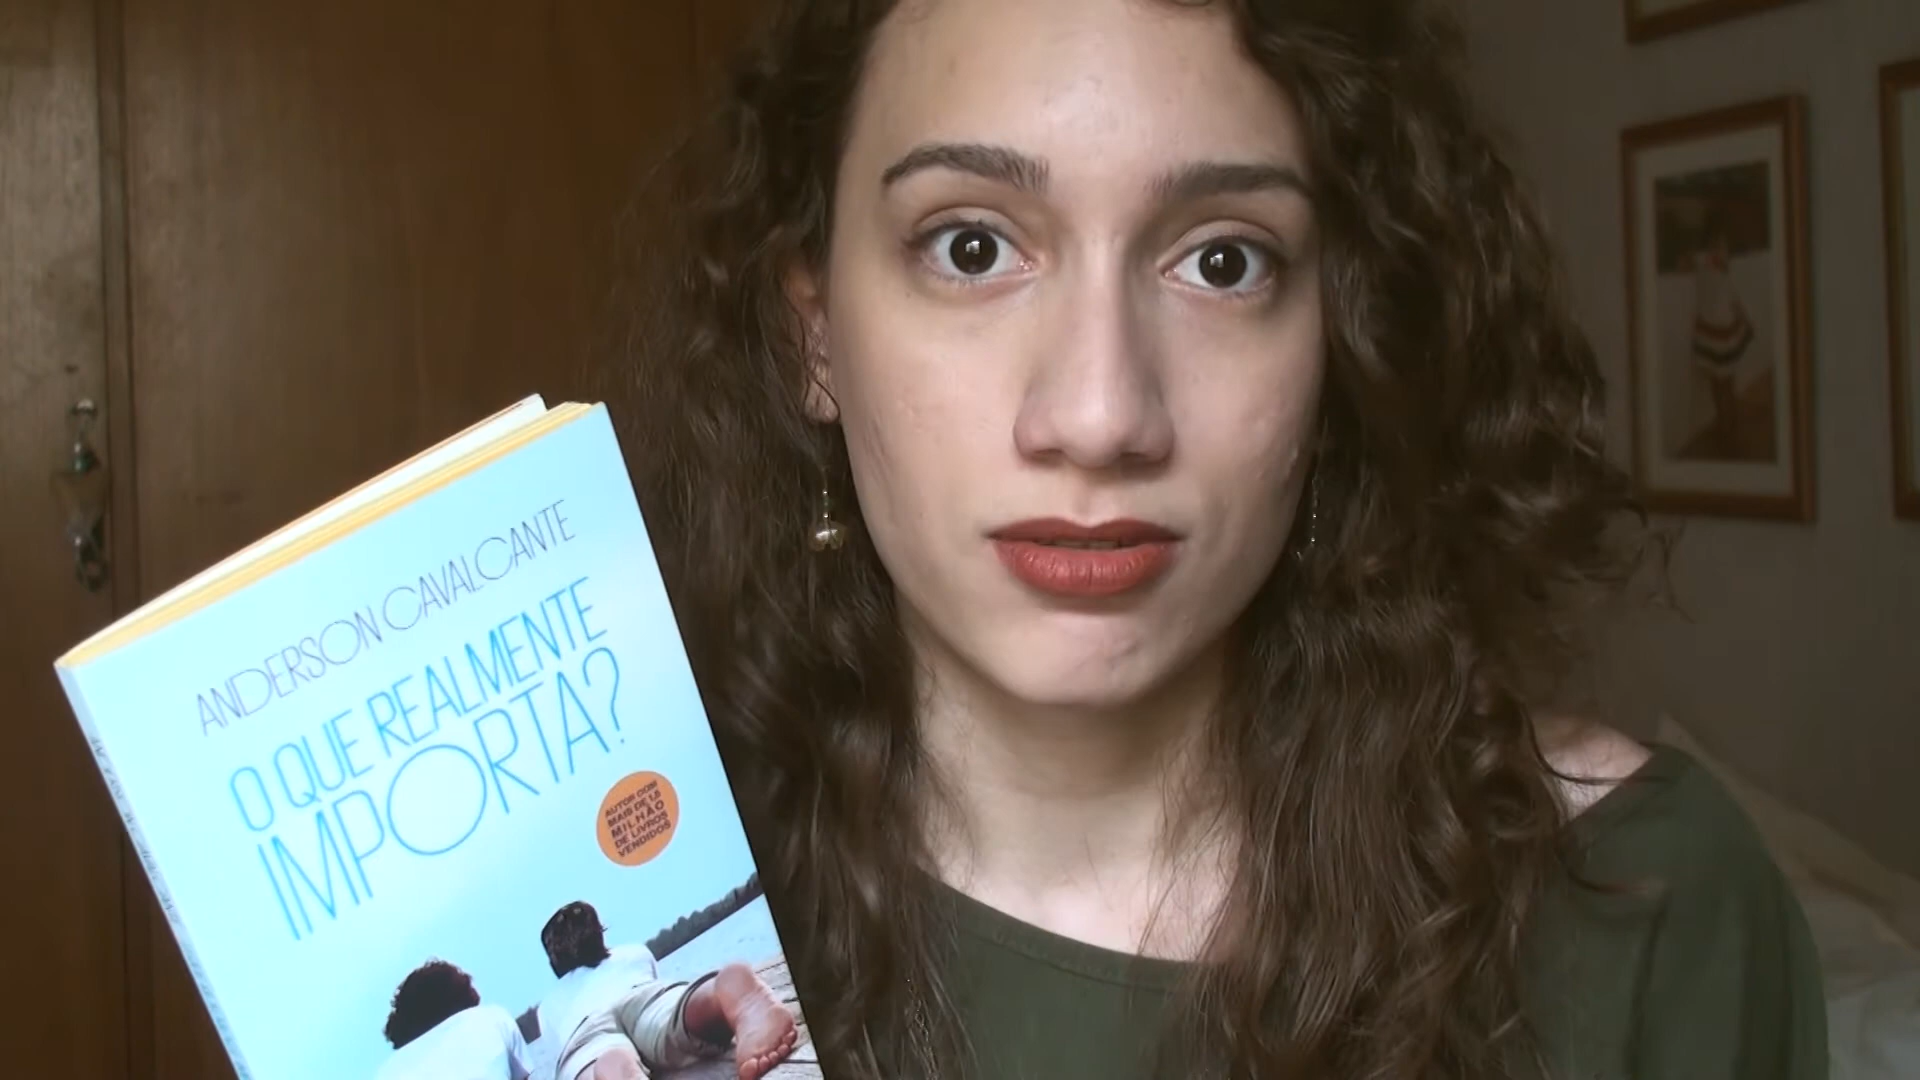 ANDERSON CAVALCANTE
O QUE REALMENTE
IMPORTA?
AUTOR COM
MAIS DE 1,5
MILHÃO
DE LIVROS
VENDIDOS